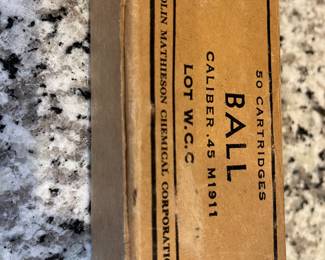 50 CARTRIDGES
BALL
CALIBER .45 M1911
LOT W.C.C
OLIN MATHIESON CHEMICAL CORPORATION